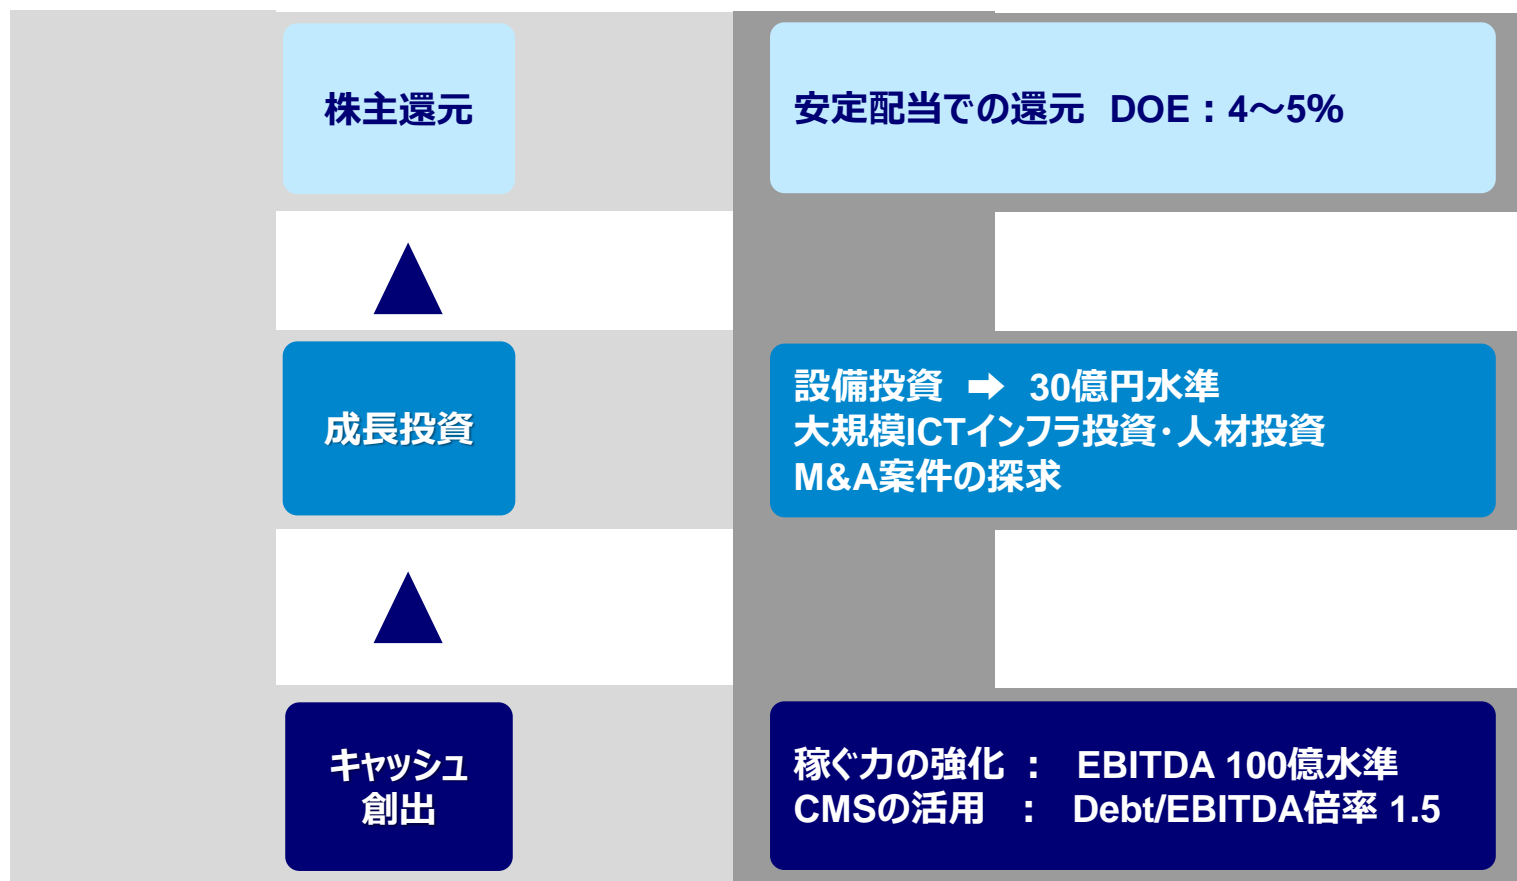 株主還元
安定配当での還元 DOE：4～5%
成長投資
設備投資 ➡ 30億円水準
大規模ICTインフラ投資･人材投資
M&A案件の探求
キャッシュ
創出
稼ぐ力の強化 ： EBITDA 100億水準
CMSの活用 ： Debt/EBITDA倍率 1.5